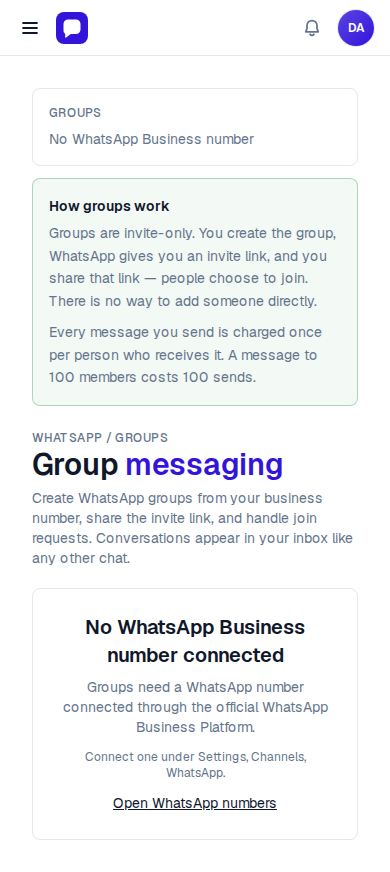 DA
GROUPS
No WhatsApp Business number
How groups work
Groups are invite-only. You create the group,
WhatsApp gives you an invite link, and you
share that link — people choose to join.
There is no way to add someone directly.
Every message you send is charged once
per person who receives it. A message to
100 members costs 100 sends.
WHATSAPP / GROUPS
Group messaging
Create WhatsApp groups from your business
number, share the invite link, and handle join
requests. Conversations appear in your inbox like
any other chat.
No WhatsApp Business
number connected
Groups need a WhatsApp number
connected through the official WhatsApp
Business Platform.
Connect one under Settings, Channels,
WhatsApp.
Open WhatsApp numbers